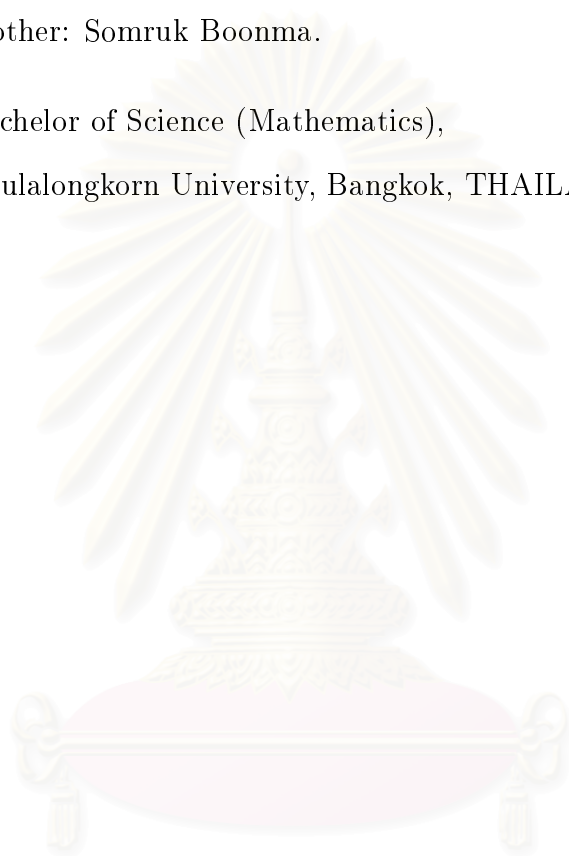 other: Somruk Boonma.
chelor of Science (Mathematics),
ulalongkorn University, Bangkok, THAIL